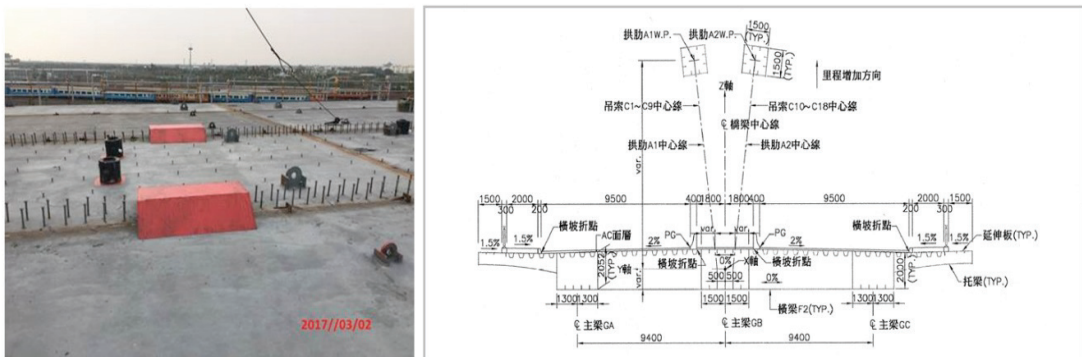 2017//03/02
1500
(TYP.)
拱肋A1W.P.
拱肋A2W.P.
1500
(TYP.)
里程增加方向
Z軸
吊索C1~C9中心線
吊索C10~C18中心線
℄ 橋梁中心線
拱肋A1中心線
拱肋A2中心線
var.
1500
2000
9500
400
1800
1800
400
9500
2000
1500
300
200
200
300
var.
var.
1.5%
1.5%
橫坡折點
AC面層
2%
PG
PG
2%
橫坡折點
1.5%
1.5%
延伸板(TYP.)
2052
(TYP.)
Y軸
var.
橫坡折點
0%
X軸
橫坡折點
500
500
0%
2000
(TYP.)
托梁(TYP.)
1300
1300
1500
1500
橫梁F2(TYP.)
1300
1300
℄ 主梁GA
℄ 主梁GB
℄ 主梁GC
9400
9400